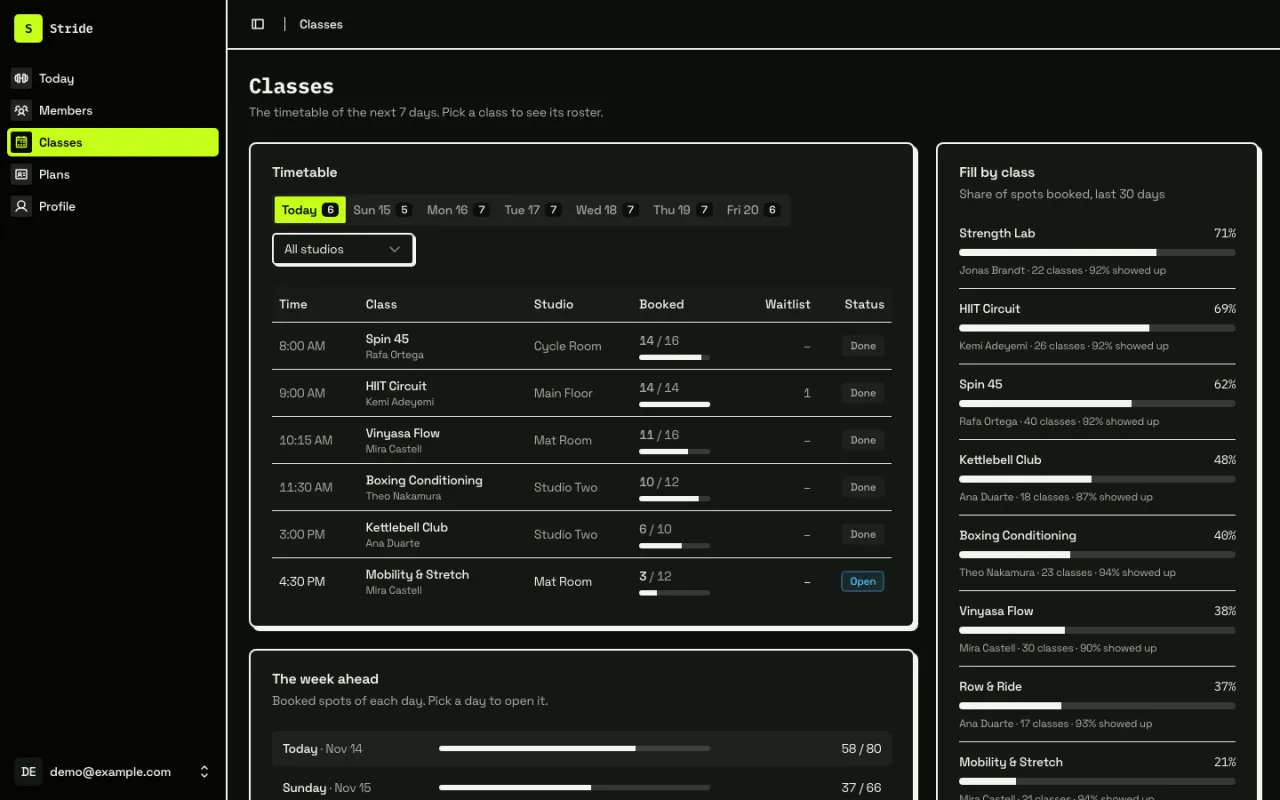 S Stride
Today
Members
Classes
Plans
Profile
DE demo@example.com
Classes
Classes
The timetable of the next 7 days. Pick a class to see its roster.
Timetable
Today 6 Sun 15 5 Mon 16 7 Tue 17 7 Wed 18 7 Thu 19 7 Fri 20 6
All studios
Time Class Studio Booked Waitlist Status
8:00 AM Spin 45 Cycle Room 14 / 16 – Done
Rafa Ortega
9:00 AM HIIT Circuit Main Floor 14 / 14 1 Done
Kemi Adeyemi
10:15 AM Vinyasa Flow Mat Room 11 / 16 – Done
Mira Castell
11:30 AM Boxing Conditioning Studio Two 10 / 12 – Done
Theo Nakamura
3:00 PM Kettlebell Club Studio Two 6 / 10 – Done
Ana Duarte
4:30 PM Mobility & Stretch Mat Room 3 / 12 – Open
Mira Castell
The week ahead
Booked spots of each day. Pick a day to open it.
Today · Nov 14 58 / 80
Sunday · Nov 15 37 / 66
Fill by class
Share of spots booked, last 30 days
Strength Lab 71%
Jonas Brandt · 22 classes · 92% showed up
HIIT Circuit 69%
Kemi Adeyemi · 26 classes · 92% showed up
Spin 45 62%
Rafa Ortega · 40 classes · 92% showed up
Kettlebell Club 48%
Ana Duarte · 18 classes · 87% showed up
Boxing Conditioning 40%
Theo Nakamura · 23 classes · 94% showed up
Vinyasa Flow 38%
Mira Castell · 30 classes · 90% showed up
Row & Ride 37%
Ana Duarte · 17 classes · 93% showed up
Mobility & Stretch 21%
Mira Castell · 21 classes · 94% showed up